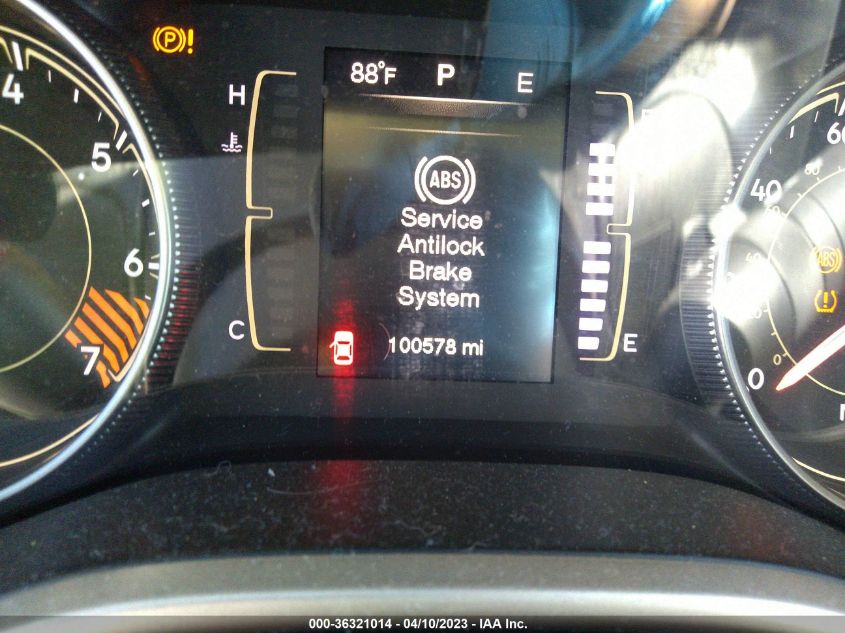 P !
88°F P E
4
5
6
7
H
C
ABS
Service
Antilock
Brake
System
100578 mi
E
60
40
0
0
ABS
!
000-36321014 - 04/10/2023 - IAA Inc.